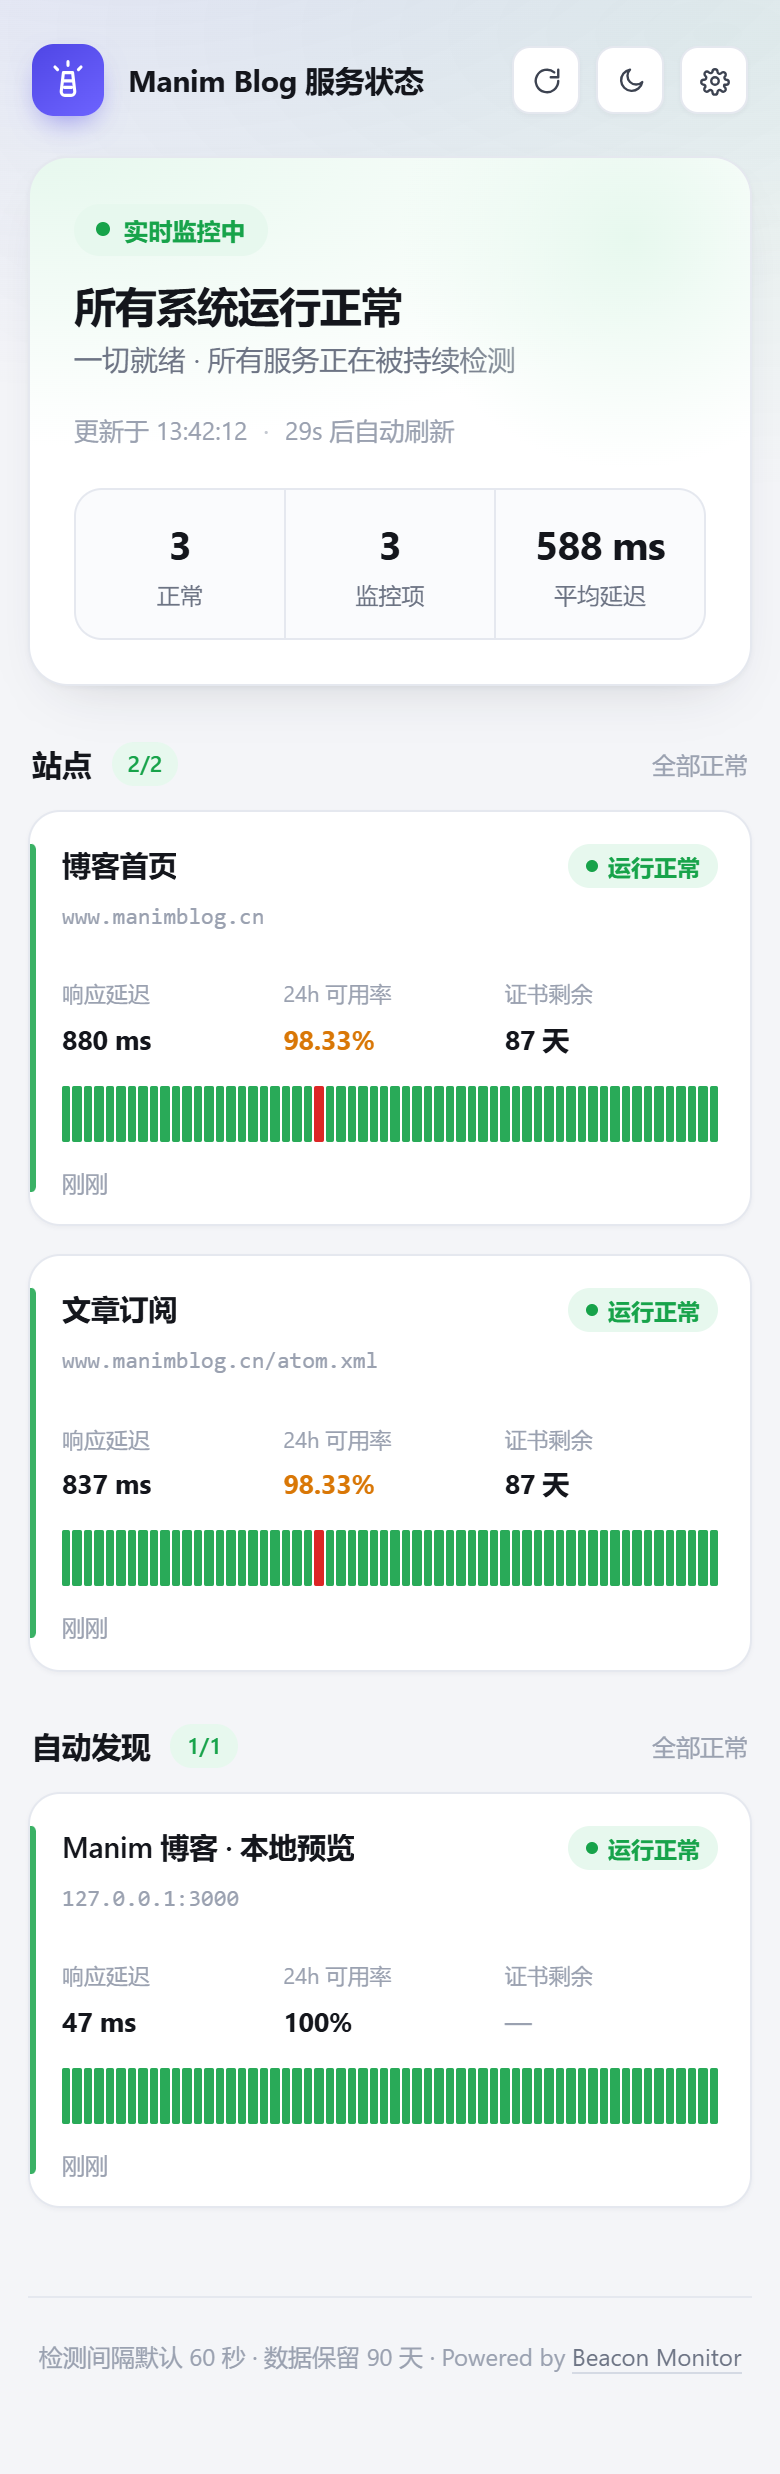 Manim Blog 服务状态
实时监控中
所有系统运行正常
一切就绪 · 所有服务正在被持续检测
更新于 13:42:12 · 29s 后自动刷新
3 3 588 ms
正常 监控项 平均延迟
站点 2/2 全部正常
博客首页 运行正常
www.manimblog.cn
响应延迟 24h 可用率 证书剩余
880 ms 98.33% 87 天
刚刚
文章订阅 运行正常
www.manimblog.cn/atom.xml
响应延迟 24h 可用率 证书剩余
837 ms 98.33% 87 天
刚刚
自动发现 1/1 全部正常
Manim 博客 · 本地预览 运行正常
127.0.0.1:3000
响应延迟 24h 可用率 证书剩余
47 ms 100% —
刚刚
检测间隔默认 60 秒 · 数据保留 90 天 · Powered by Beacon Monitor